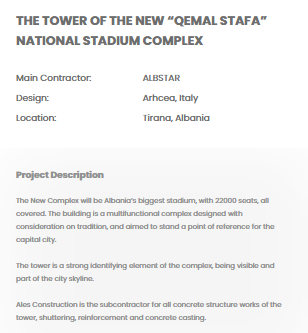 THE TOWER OF THE NEW “QEMAL STAFA”
NATIONAL STADIUM COMPLEX
Main Contractor: ALBSTAR
Design: Arhcea, Italy
Location: Tirana, Albania
Project Description
The New Complex will be Albania's biggest stadium, with 22000 seats, all
covered. The building is a multifunctional complex designed with
consideration on tradition, and aimed to stand a point of reference for the
capital city.
The tower is a strong identifying element of the complex, being visible and
part of the city skyline.
Ales Construction is the subcontractor for all concrete structure works of the
tower, shuttering, reinforcement and concrete casting.